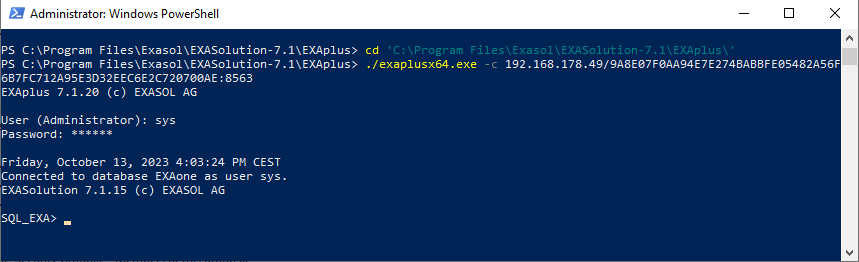 Administrator: Windows PowerShell
PS C:\Program Files\Exasol\EXASolution-7.1\EXAplus> cd 'C:\Program Files\Exasol\EXASolution-7.1\EXAplus\'
PS C:\Program Files\Exasol\EXASolution-7.1\EXAplus> ./exaplusx64.exe -c 192.168.178.49/9A8E07F0AA94E7E274BABBFE05482A56F
6B7FC712A95E3D32EEC6E2C720700AE:8563
EXAplus 7.1.20 (c) EXASOL AG
User (Administrator): sys
Password: ******
Friday, October 13, 2023 4:03:24 PM CEST
Connected to database EXAone as user sys.
EXASolution 7.1.15 (c) EXASOL AG
SQL_EXA>